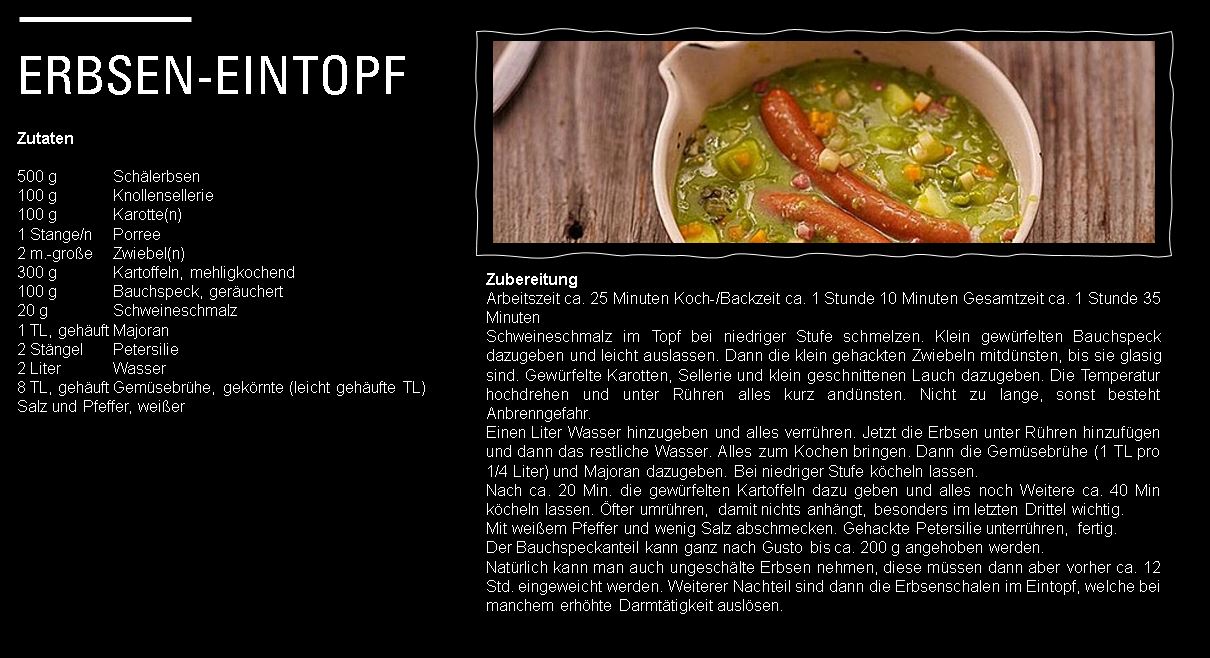 ERBSEN-EINTOPF
Zutaten
500 g Schälerbsen
100 g Knollensellerie
100 g Karotte(n)
1 Stange/n Porree
2 m.-große Zwiebel(n)
300 g Kartoffeln, mehligkochend
100 g Bauchspeck, geräuchert
20 g Schweineschmalz
1 TL, gehäuft Majoran
2 Stängel Petersilie
2 Liter Wasser
8 TL, gehäuft Gemüsebrühe, gekörnte (leicht gehäufte TL)
Salz und Pfeffer, weißer
Zubereitung
Arbeitszeit ca. 25 Minuten Koch-/Backzeit ca. 1 Stunde 10 Minuten Gesamtzeit ca. 1 Stunde 35
Minuten
Schweineschmalz im Topf bei niedriger Stufe schmelzen. Klein gewürfelten Bauchspeck
dazugeben und leicht auslassen. Dann die klein gehackten Zwiebeln mitdünsten, bis sie glasig
sind. Gewürfelte Karotten, Sellerie und klein geschnittenen Lauch dazugeben. Die Temperatur
hochdrehen und unter Rühren alles kurz andünsten. Nicht zu lange, sonst besteht
Anbrenngefahr.
Einen Liter Wasser hinzugeben und alles verrühren. Jetzt die Erbsen unter Rühren hinzufügen
und dann das restliche Wasser. Alles zum Kochen bringen. Dann die Gemüsebrühe (1 TL pro
1/4 Liter) und Majoran dazugeben. Bei niedriger Stufe köcheln lassen.
Nach ca. 20 Min. die gewürfelten Kartoffeln dazu geben und alles noch Weitere ca. 40 Min
köcheln lassen. Öfter umrühren, damit nichts anhängt, besonders im letzten Drittel wichtig.
Mit weißem Pfeffer und wenig Salz abschmecken. Gehackte Petersilie unterrühren, fertig.
Der Bauchspeckanteil kann ganz nach Gusto bis ca. 200 g angehoben werden.
Natürlich kann man auch ungeschälte Erbsen nehmen, diese müssen dann aber vorher ca. 12
Std. eingeweicht werden. Weiterer Nachteil sind dann die Erbsenschalen im Eintopf, welche bei
manchem erhöhte Darmtätigkeit auslösen.